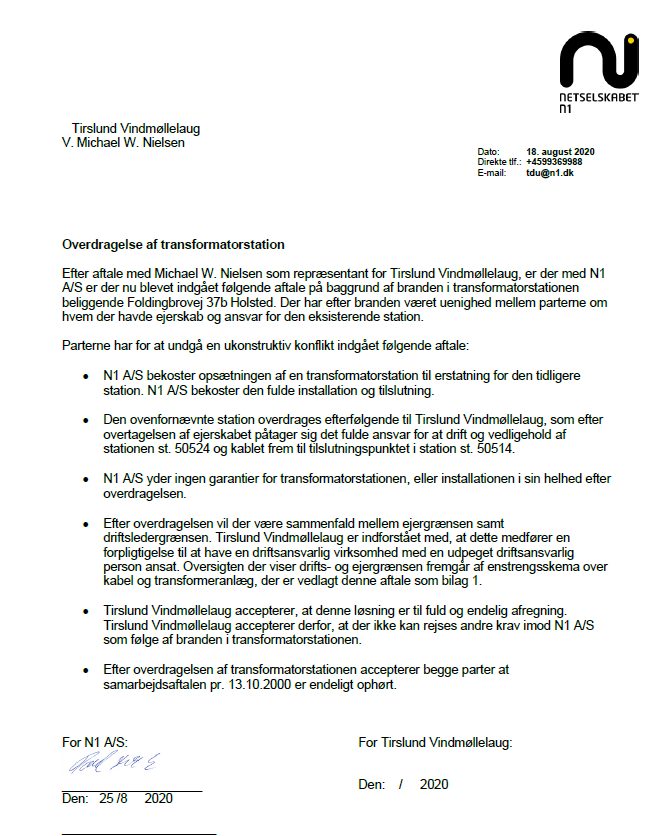 NETSELSKABET
N1
Tirslund Vindmøllelaug
V. Michael W. Nielsen
Dato: 18. august 2020
Direkte tlf.: +4599369988
E-mail: tdu@n1.dk
Overdragelse af transformatorstation
Efter aftale med Michael W. Nielsen som repræsentant for Tirslund Vindmøllelaug, er der med N1
A/S er der nu blevet indgået følgende aftale på baggrund af branden i transformatorstationen
beliggende Foldingbrovej 37b Holsted. Der har efter branden været uenighed mellem parterne om
hvem der havde ejerskab og ansvar for den eksisterende station.
Parterne har for at undgå en ukonstruktiv konflikt indgået følgende aftale:
• N1 A/S bekoster opsætningen af en transformatorstation til erstatning for den tidligere
station. N1 A/S bekoster den fulde installation og tilslutning.
• Den ovenfornævnte station overdrages efterfølgende til Tirslund Vindmøllelaug, som efter
overtagelsen af ejerskabet påtager sig det fulde ansvar for at drift og vedligehold af
stationen st. 50524 og kablet frem til tilslutningspunktet i station st. 50514.
• N1 A/S yder ingen garantier for transformatorstationen, eller installationen i sin helhed efter
overdragelsen.
• Efter overdragelsen vil der være sammenfald mellem ejergrænsen samt
driftsledergrænsen. Tirslund Vindmøllelaug er indforstået med, at dette medfører en
forpligtigelse til at have en driftsansvarlig virksomhed med en udpeget driftsansvarlig
person ansat. Oversigten der viser drifts- og ejergrænsen fremgår af enstrengsskema over
kabel og transformeranlæg, der er vedlagt denne aftale som bilag 1.
• Tirslund Vindmøllelaug accepterer, at denne løsning er til fuld og endelig afregning.
Tirslund Vindmøllelaug accepterer derfor, at der ikke kan rejses andre krav imod N1 A/S
som følge af branden i transformatorstationen.
• Efter overdragelsen af transformatorstationen accepterer begge parter at
samarbejdsaftalen pr. 13.10.2000 er endeligt ophørt.
For N1 A/S: For Tirslund Vindmøllelaug:
Den: / 2020
Den: 25 /8 2020